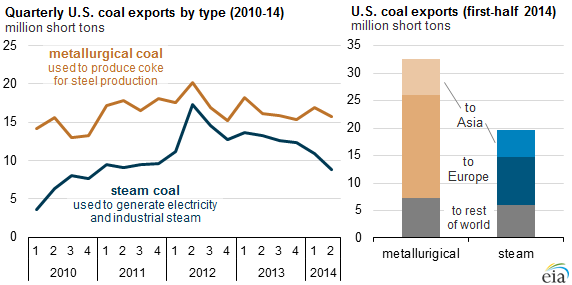 Quarterly U.S. coal exports by type (2010-14)
million short tons
25
20
15
10
5
0
metallurgical coal
used to produce coke
for steel production
steam coal
used to generate electricity
and industrial steam
1 2 3 4 1 2 3 4 1 2 3 4 1 2 3 4 1 2
2010 2011 2012 2013 2014
U.S. coal exports (first-half 2014)
million short tons
35
30
25
20
15
10
5
0
to
Asia
to
Europe
to rest
of world
metallurigical steam
eia